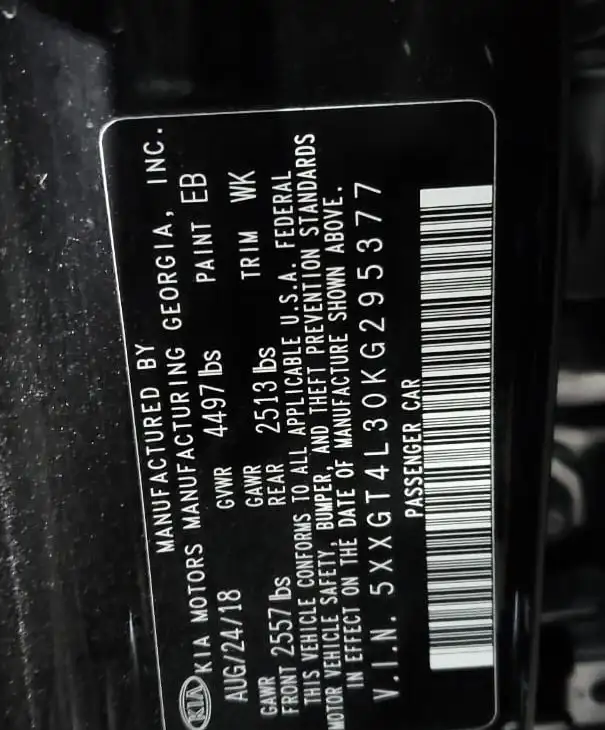 MANUFACTURED BY
KIA KIA MOTORS MANUFACTURING GEORGIA, INC.
AUG/24/18 GVWR 4497 lbs PAINT EB
GAWR FRONT 2557 lbs GAWR REAR 2513 lbs TRIM WK
THIS VEHICLE CONFORMS TO ALL APPLICABLE U.S.A. FEDERAL
MOTOR VEHICLE SAFETY, BUMPER, AND THEFT PREVENTION STANDARDS
IN EFFECT ON THE DATE OF MANUFACTURE SHOWN ABOVE.
V.I.N. 5XXGT4L30KG295377
PASSENGER CAR